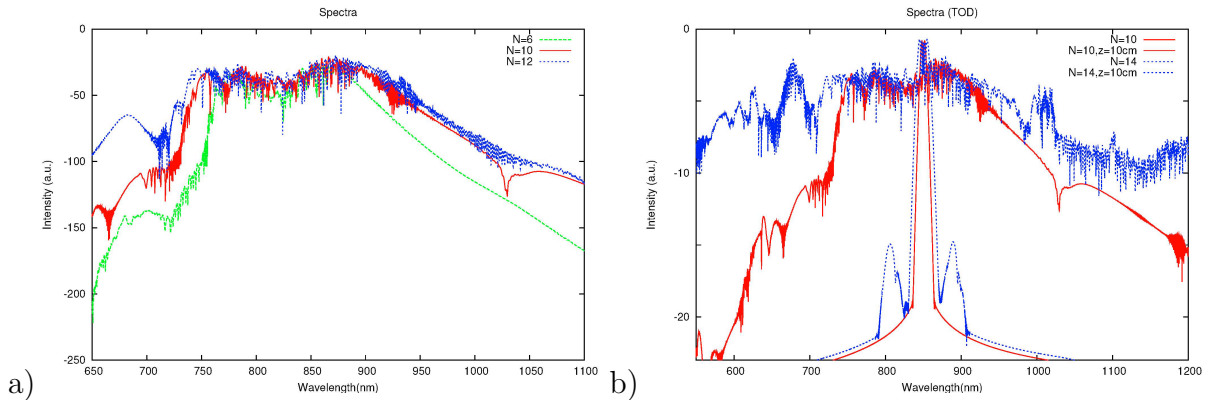 Spectra
N=6
N=10
N=12
0
-50
-100
-150
-200
-250
Intensity (a.u.)
650 700 750 800 850 900 950 1000 1050 1100
Wavelength(nm)
a)
Spectra (TOD)
N=10
N=10,z=10cm
N=14
N=14,z=10cm
0
-5
-10
-15
-20
Intensity (a.u.)
600 700 800 900 1000 1100 1200
Wavelength(nm)
b)